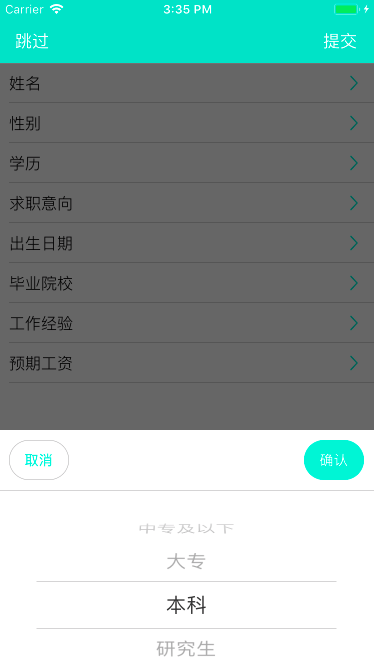 Carrier 3:35 PM
跳过 提交
姓名
性别
学历
求职意向
出生日期
毕业院校
工作经验
预期工资
取消 确认
中专及以下
大专
本科
研究生